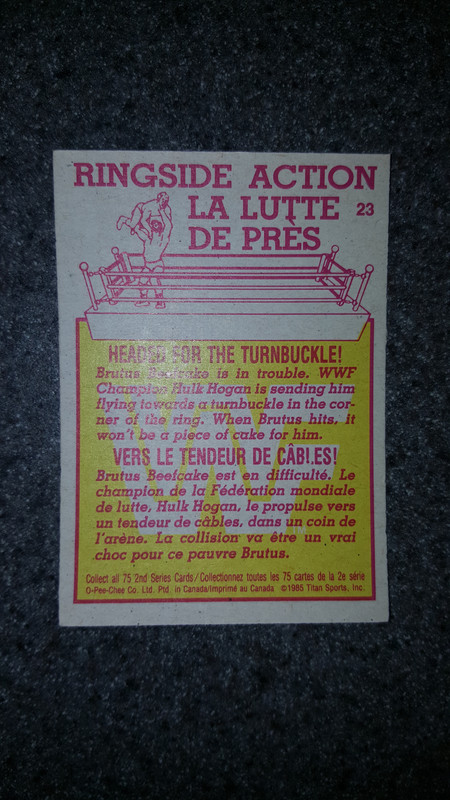 RINGSIDE ACTION
LA LUTTE 23
DE PRÈS
HEADED FOR THE TURNBUCKLE!
Brutus Beefcake is in trouble. WWF
Champion Hulk Hogan is sending him
flying towards a turnbuckle in the cor-
ner of the ring. When Brutus hits, it
won't be a piece of cake for him.
VERS LE TENDEUR DE CÂBLES!
Brutus Beefcake est en difficulté. Le
champion de la Fédération mondiale
de lutte, Hulk Hogan, le propulse vers
un tendeur de câbles, dans un coin de
l'arène. La collision va être un vrai
choc pour ce pauvre Brutus.
Collect all 75 2nd Series Cards/Collectionnez toutes les 75 cartes de la 2e série
O-Pee-Chee Co. Ltd. Ptd. in Canada/Imprimé au Canada ©1985 Titan Sports, Inc.